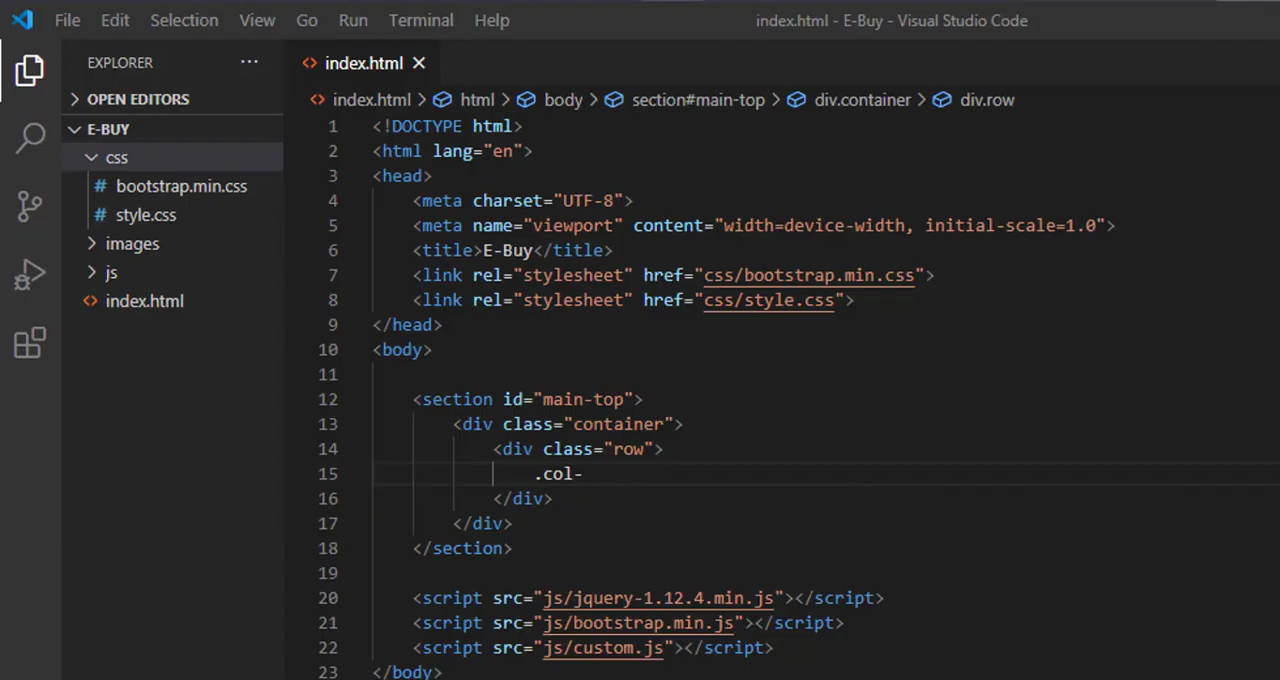 File Edit Selection View Go Run Terminal Help index.html - E-Buy - Visual Studio Code
EXPLORER ···
OPEN EDITORS
E-BUY
css
# bootstrap.min.css
# style.css
images
js
<> index.html
<> index.html ×
<> index.html > html > body > section#main-top > div.container > div.row
1 <!DOCTYPE html>
2 <html lang="en">
3 <head>
4 <meta charset="UTF-8">
5 <meta name="viewport" content="width=device-width, initial-scale=1.0">
6 <title>E-Buy</title>
7 <link rel="stylesheet" href="css/bootstrap.min.css">
8 <link rel="stylesheet" href="css/style.css">
9 </head>
10 <body>
11
12 <section id="main-top">
13 <div class="container">
14 <div class="row">
15 .col-
16 </div>
17 </div>
18 </section>
19
20 <script src="js/jquery-1.12.4.min.js"></script>
21 <script src="js/bootstrap.min.js"></script>
22 <script src="js/custom.js"></script>
23 </body>